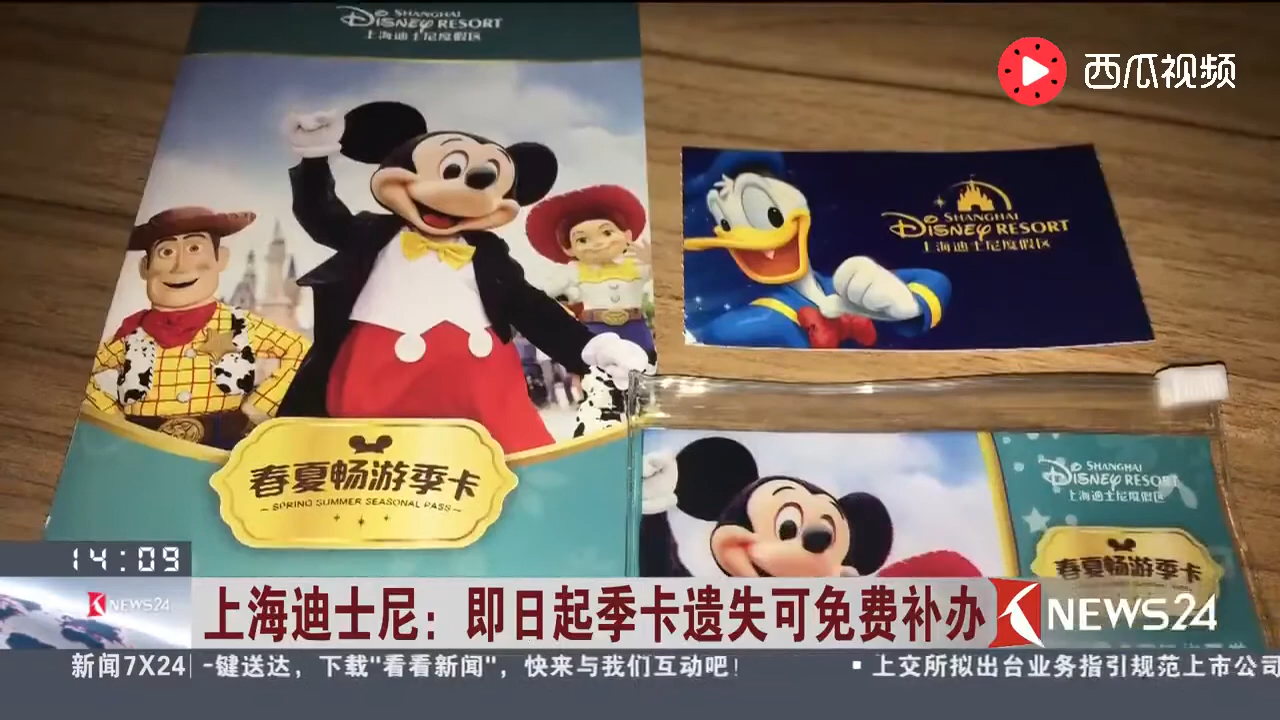 SHANGHAI
DISNEY RESORT
上海迪士尼度假区
西瓜视频
SHANGHAI
DISNEY RESORT
上海迪士尼度假区
春夏畅游季卡
SPRING SUMMER SEASONAL PASS
SHANGHAI
DISNEY RESORT
上海迪士尼度假区
春夏畅游季卡
14:09
NEWS24
上海迪士尼：即日起季卡遗失可免费补办
NEWS24
新闻7X24
-键送达，下载"看看新闻"，快来与我们互动吧！
▪上交所拟出台业务指引规范上市公司